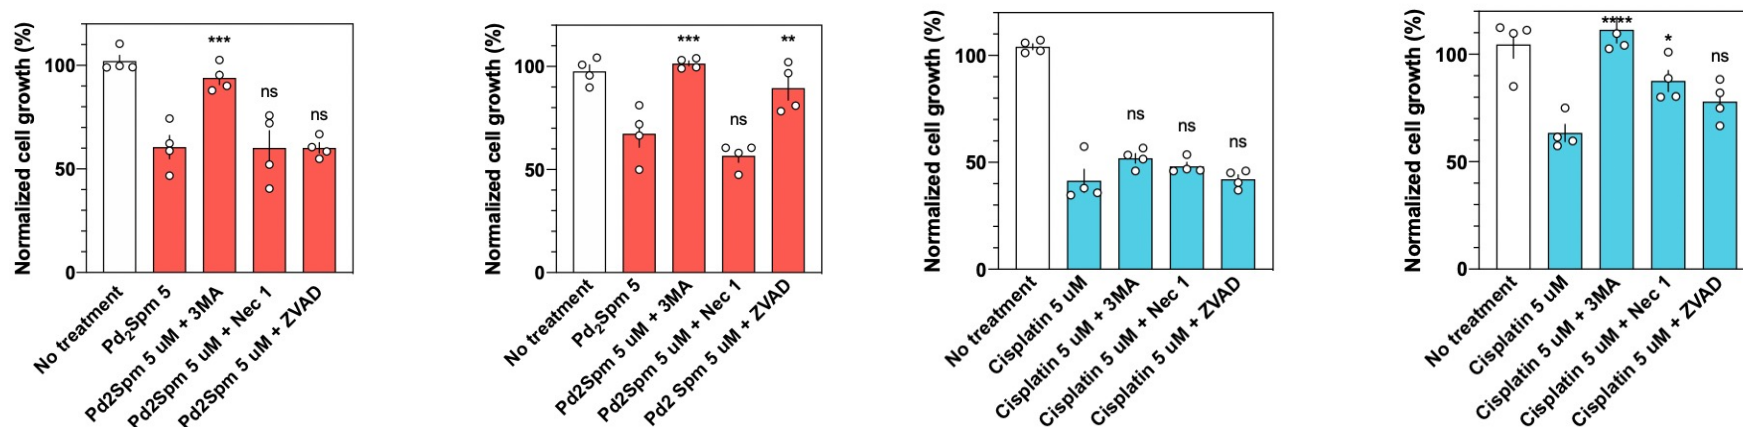 Normalized cell growth (%)
100
50
0
***
ns
ns
No treatment
Pd₂Spm 5
Pd2Spm 5 uM + 3MA
Pd2Spm 5 uM + Nec 1
Pd2Spm 5 uM + ZVAD
Normalized cell growth (%)
100
50
0
***
ns
**
No treatment
Pd₂Spm 5
Pd2Spm 5 uM + 3MA
Pd2Spm 5 uM + Nec 1
Pd2 Spm 5 uM + ZVAD
Normalized cell growth (%)
100
50
0
ns
ns
ns
No treatment
Cisplatin 5 uM
Cisplatin 5 uM + 3MA
Cisplatin 5 uM + Nec 1
Cisplatin 5 uM + ZVAD
Normalized cell growth (%)
100
50
0
****
*
ns
No treatment
Cisplatin 5 uM
Cisplatin 5 uM + 3MA
Cisplatin 5 uM + Nec 1
Cisplatin 5 uM + ZVAD